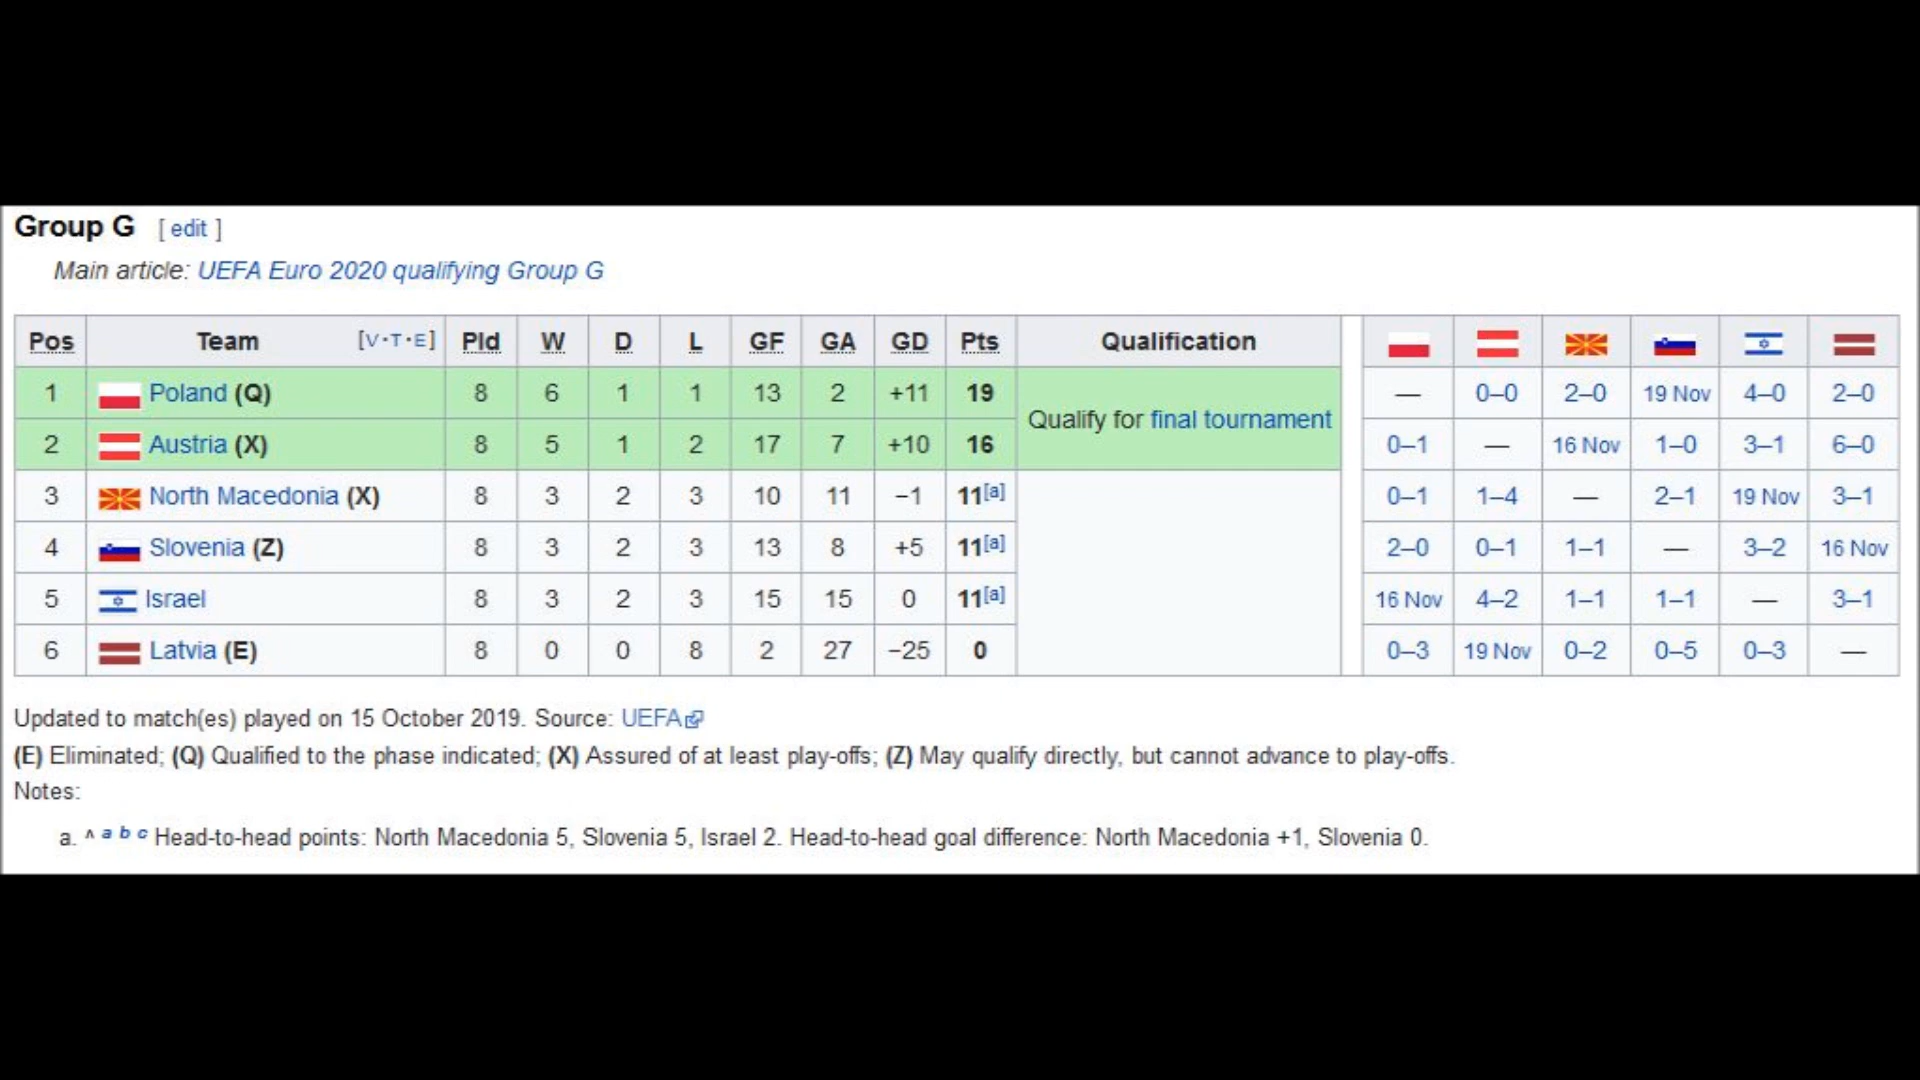 Group G [ edit ]
Main article: UEFA Euro 2020 qualifying Group G
Pos Team [V·T·E] Pld W D L GF GA GD Pts Qualification
1 Poland (Q) 8 6 1 1 13 2 +11 19 Qualify for final tournament — 0–0 2–0 19 Nov 4–0 2–0
2 Austria (X) 8 5 1 2 17 7 +10 16 0–1 — 16 Nov 1–0 3–1 6–0
3 North Macedonia (X) 8 3 2 3 10 11 −1 11[a] 0–1 1–4 — 2–1 19 Nov 3–1
4 Slovenia (Z) 8 3 2 3 13 8 +5 11[a] 2–0 0–1 1–1 — 3–2 16 Nov
5 Israel 8 3 2 3 15 15 0 11[a] 16 Nov 4–2 1–1 1–1 — 3–1
6 Latvia (E) 8 0 0 8 2 27 −25 0 0–3 19 Nov 0–2 0–5 0–3 —
Updated to match(es) played on 15 October 2019. Source: UEFA
(E) Eliminated; (Q) Qualified to the phase indicated; (X) Assured of at least play-offs; (Z) May qualify directly, but cannot advance to play-offs.
Notes:
a. ^ a b c Head-to-head points: North Macedonia 5, Slovenia 5, Israel 2. Head-to-head goal difference: North Macedonia +1, Slovenia 0.